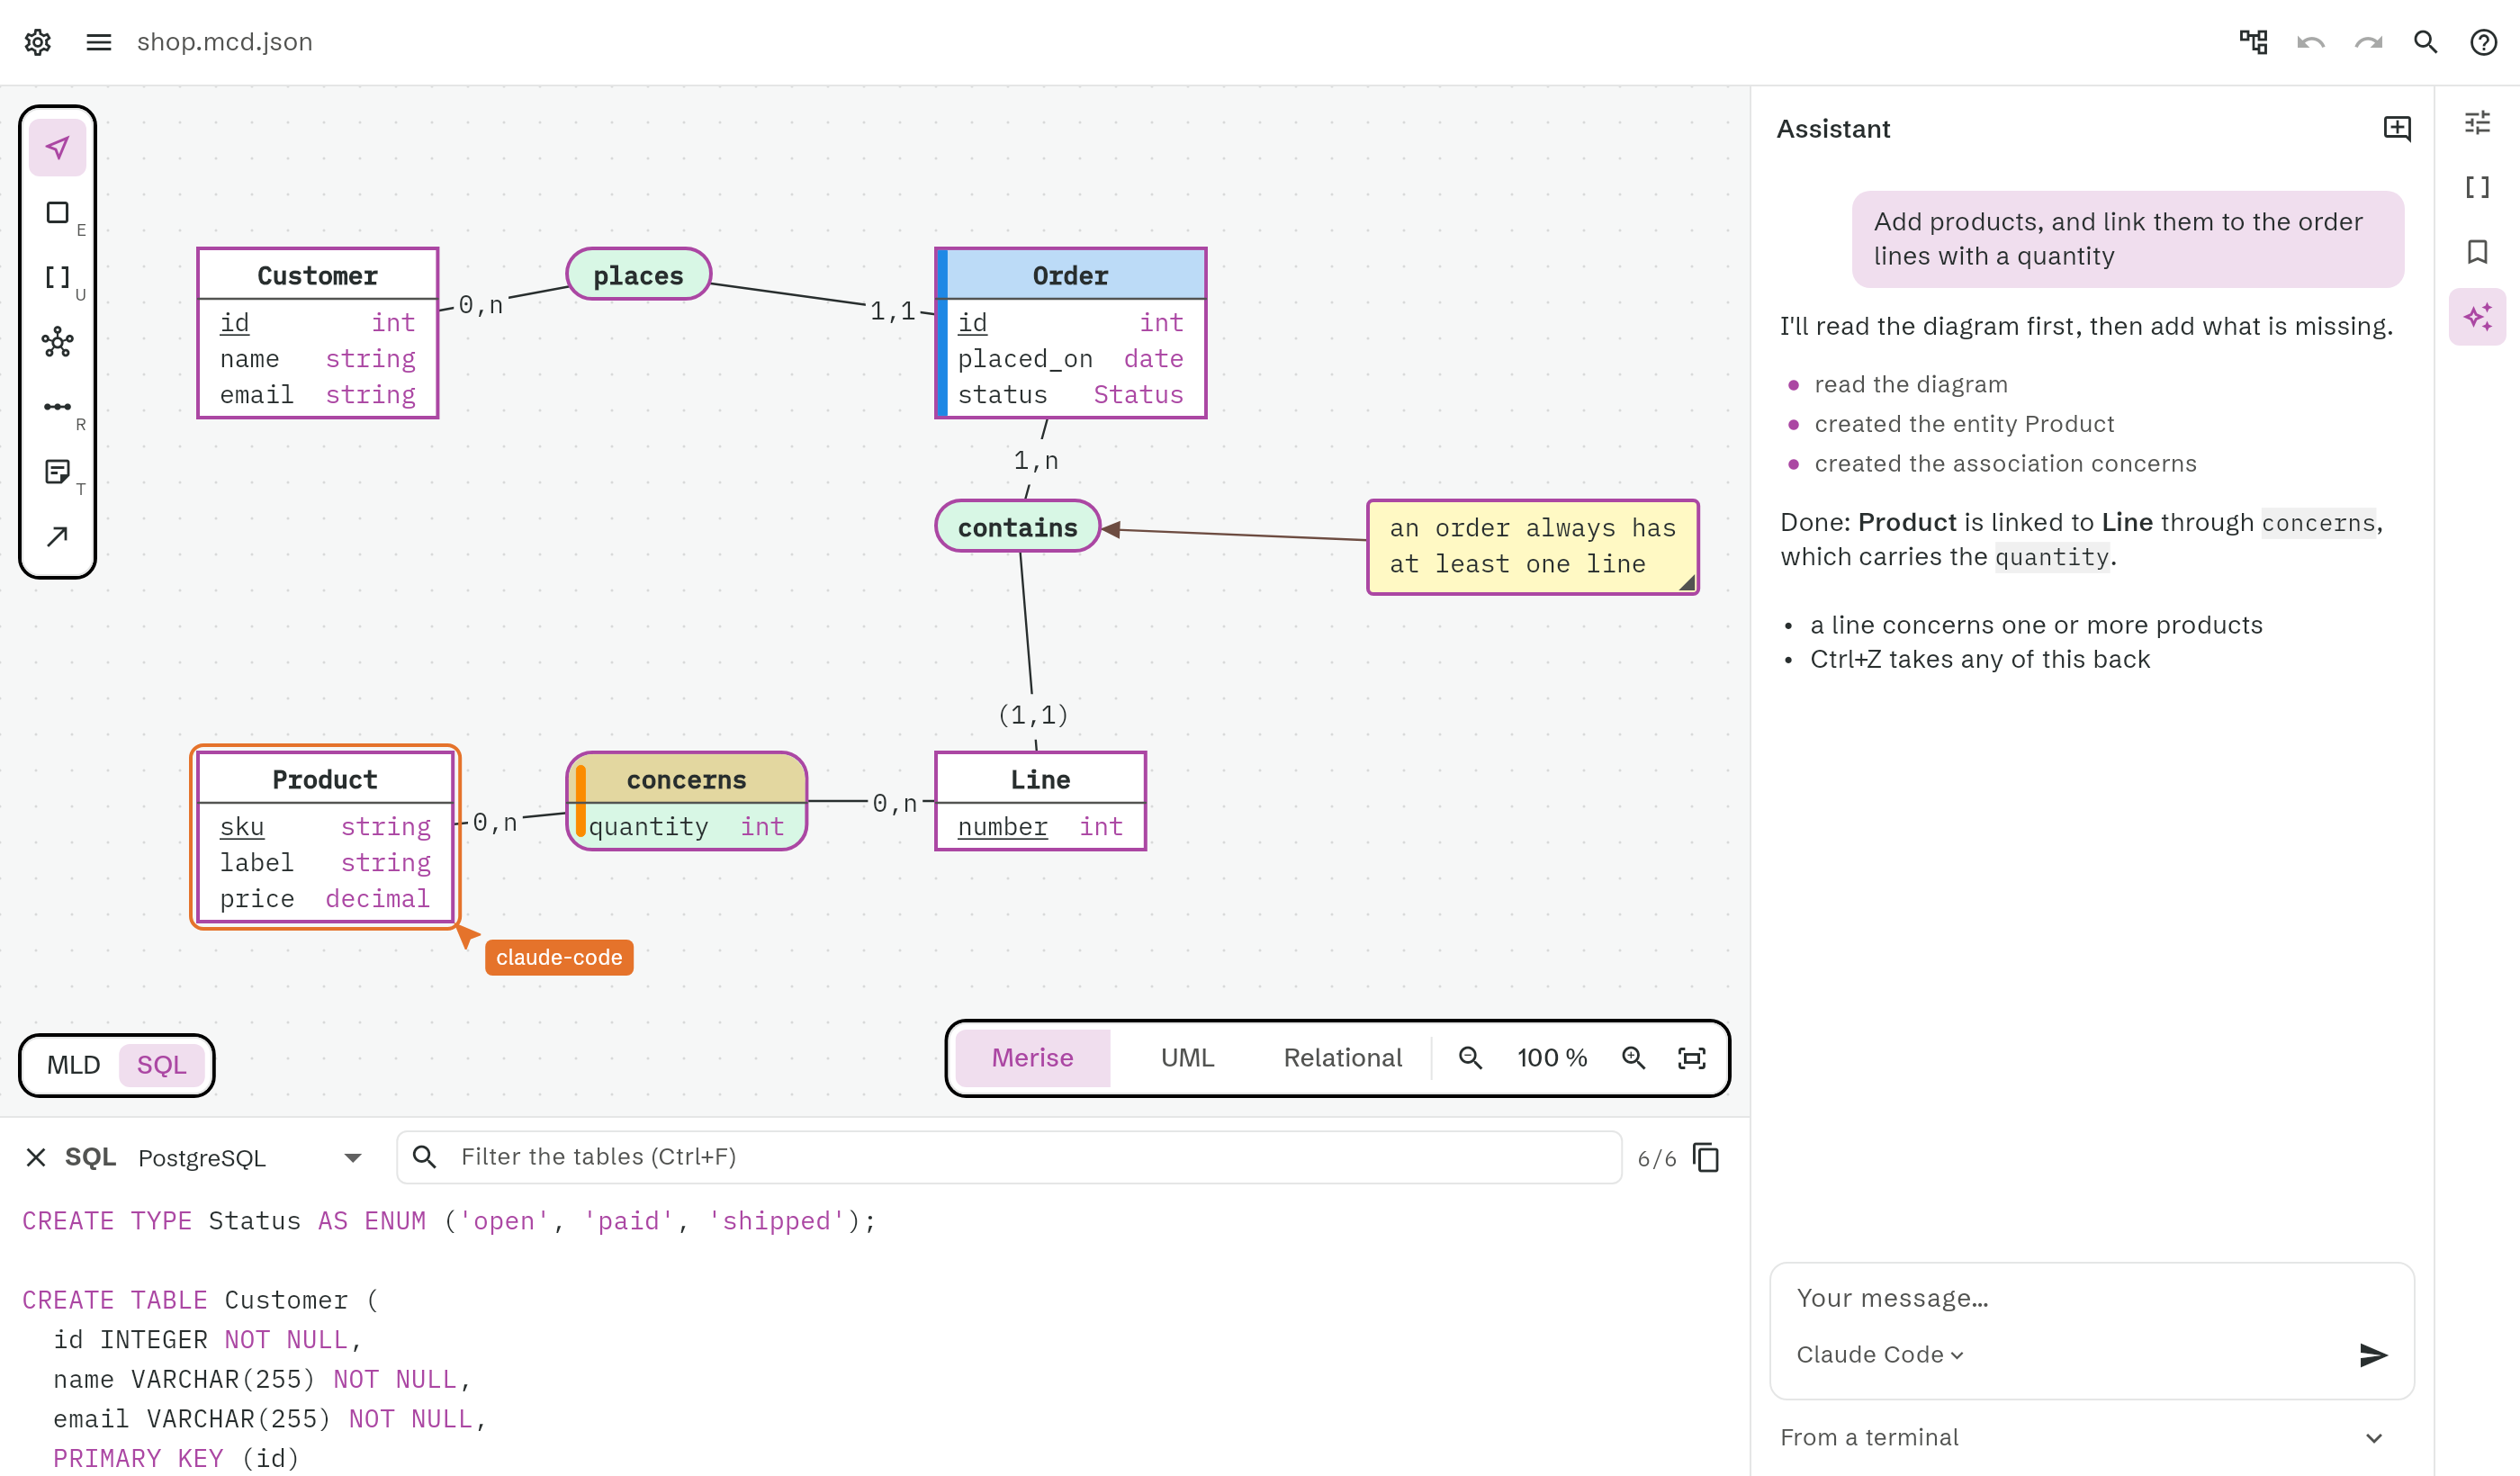 shop.mcd.json
E
U
R
T
Customer
id int
name string
email string
0,n
places
1,1
Order
id int
placed_on date
status Status
1,n
contains
an order always has
at least one line
(1,1)
Product
sku string
label string
price decimal
0,n
concerns
quantity int
0,n
Line
number int
claude-code
MLD SQL
Merise UML Relational 100 %
SQL PostgreSQL Filter the tables (Ctrl+F) 6/6
CREATE TYPE Status AS ENUM ('open', 'paid', 'shipped');
CREATE TABLE Customer (
id INTEGER NOT NULL,
name VARCHAR(255) NOT NULL,
email VARCHAR(255) NOT NULL,
PRIMARY KEY (id)
Assistant
Add products, and link them to the order
lines with a quantity
I'll read the diagram first, then add what is missing.
read the diagram
created the entity Product
created the association concerns
Done: Product is linked to Line through concerns,
which carries the quantity.
• a line concerns one or more products
• Ctrl+Z takes any of this back
Your message…
Claude Code
From a terminal